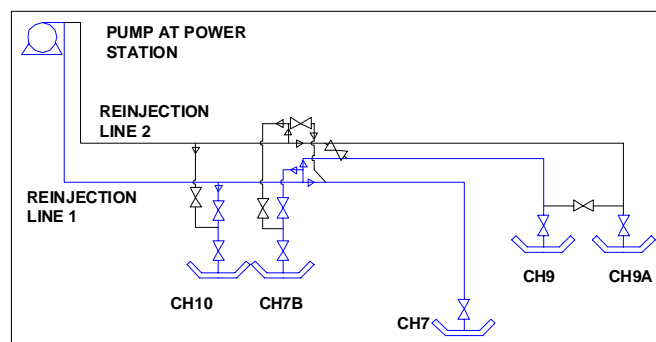 PUMP AT POWER
STATION
REINJECTION
LINE 2
REINJECTION
LINE 1
CH10
CH7B
CH7
CH9
CH9A